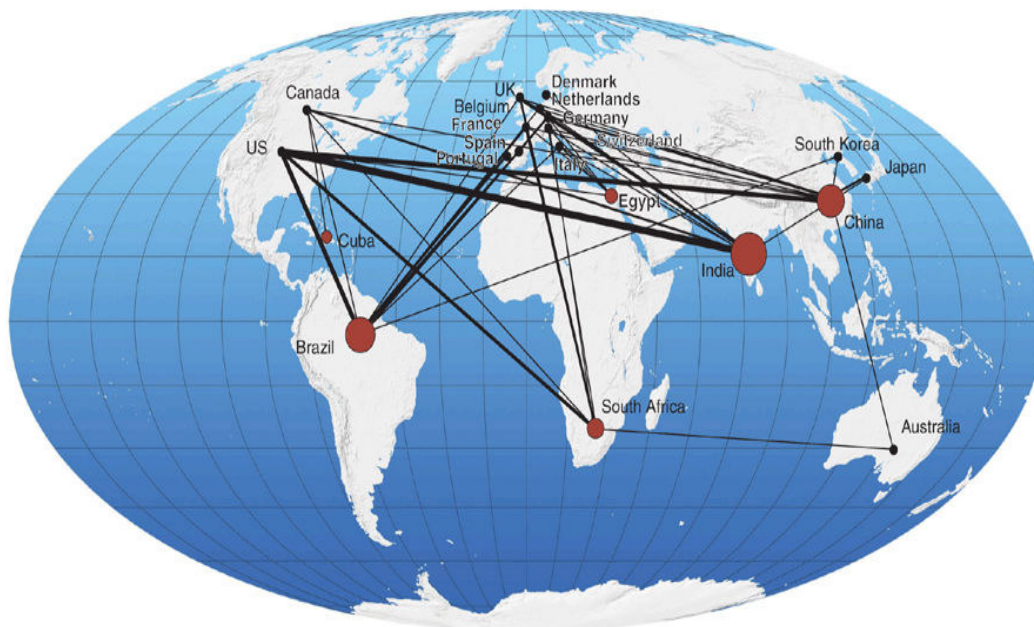 Denmark
UK
Netherlands
Canada
Belgium
Germany
France
US
Spain
Switzerland
South Korea
Portugal
Italy
Japan
Egypt
China
Cuba
India
Brazil
South Africa
Australia